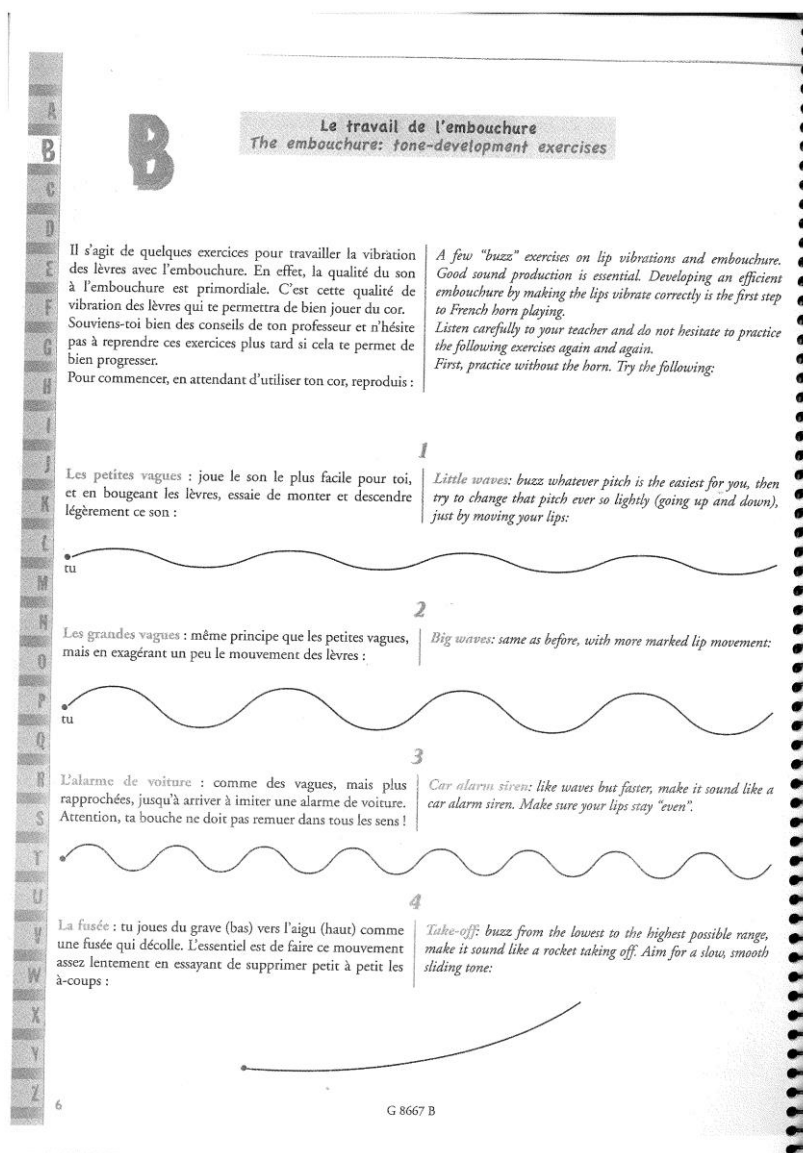 A
B
C
D
E
F
G
H
I
J
K
L
M
N
O
P
Q
R
S
T
U
V
W
X
Y
Z
B
Le travail de l'embouchure
The embouchure: tone-development exercises
Il s'agit de quelques exercices pour travailler la vibration
des lèvres avec l'embouchure. En effet, la qualité du son
à l'embouchure est primordiale. C'est cette qualité de
vibration des lèvres qui te permettra de bien jouer du cor.
Souviens-toi bien des conseils de ton professeur et n'hésite
pas à reprendre ces exercices plus tard si cela te permet de
bien progresser.
Pour commencer, en attendant d'utiliser ton cor, reproduis :
A few “buzz” exercises on lip vibrations and embouchure.
Good sound production is essential. Developing an efficient
embouchure by making the lips vibrate correctly is the first step
to French horn playing.
Listen carefully to your teacher and do not hesitate to practice
the following exercises again and again.
First, practice without the horn. Try the following:
1
Les petites vagues : joue le son le plus facile pour toi,
et en bougeant les lèvres, essaie de monter et descendre
légèrement ce son :
Little waves: buzz whatever pitch is the easiest for you, then
try to change that pitch ever so lightly (going up and down),
just by moving your lips:
tu
2
Les grandes vagues : même principe que les petites vagues,
mais en exagérant un peu le mouvement des lèvres :
Big waves: same as before, with more marked lip movement:
tu
3
L'alarme de voiture : comme des vagues, mais plus
rapprochées, jusqu'à arriver à imiter une alarme de voiture.
Attention, ta bouche ne doit pas remuer dans tous les sens !
Car alarm siren: like waves but faster, make it sound like a
car alarm siren. Make sure your lips stay “even”.
4
La fusée : tu joues du grave (bas) vers l'aigu (haut) comme
une fusée qui décolle. L'essentiel est de faire ce mouvement
assez lentement en essayant de supprimer petit à petit les
à-coups :
Take-off: buzz from the lowest to the highest possible range,
make it sound like a rocket taking off. Aim for a slow, smooth
sliding tone:
6
G 8667 B